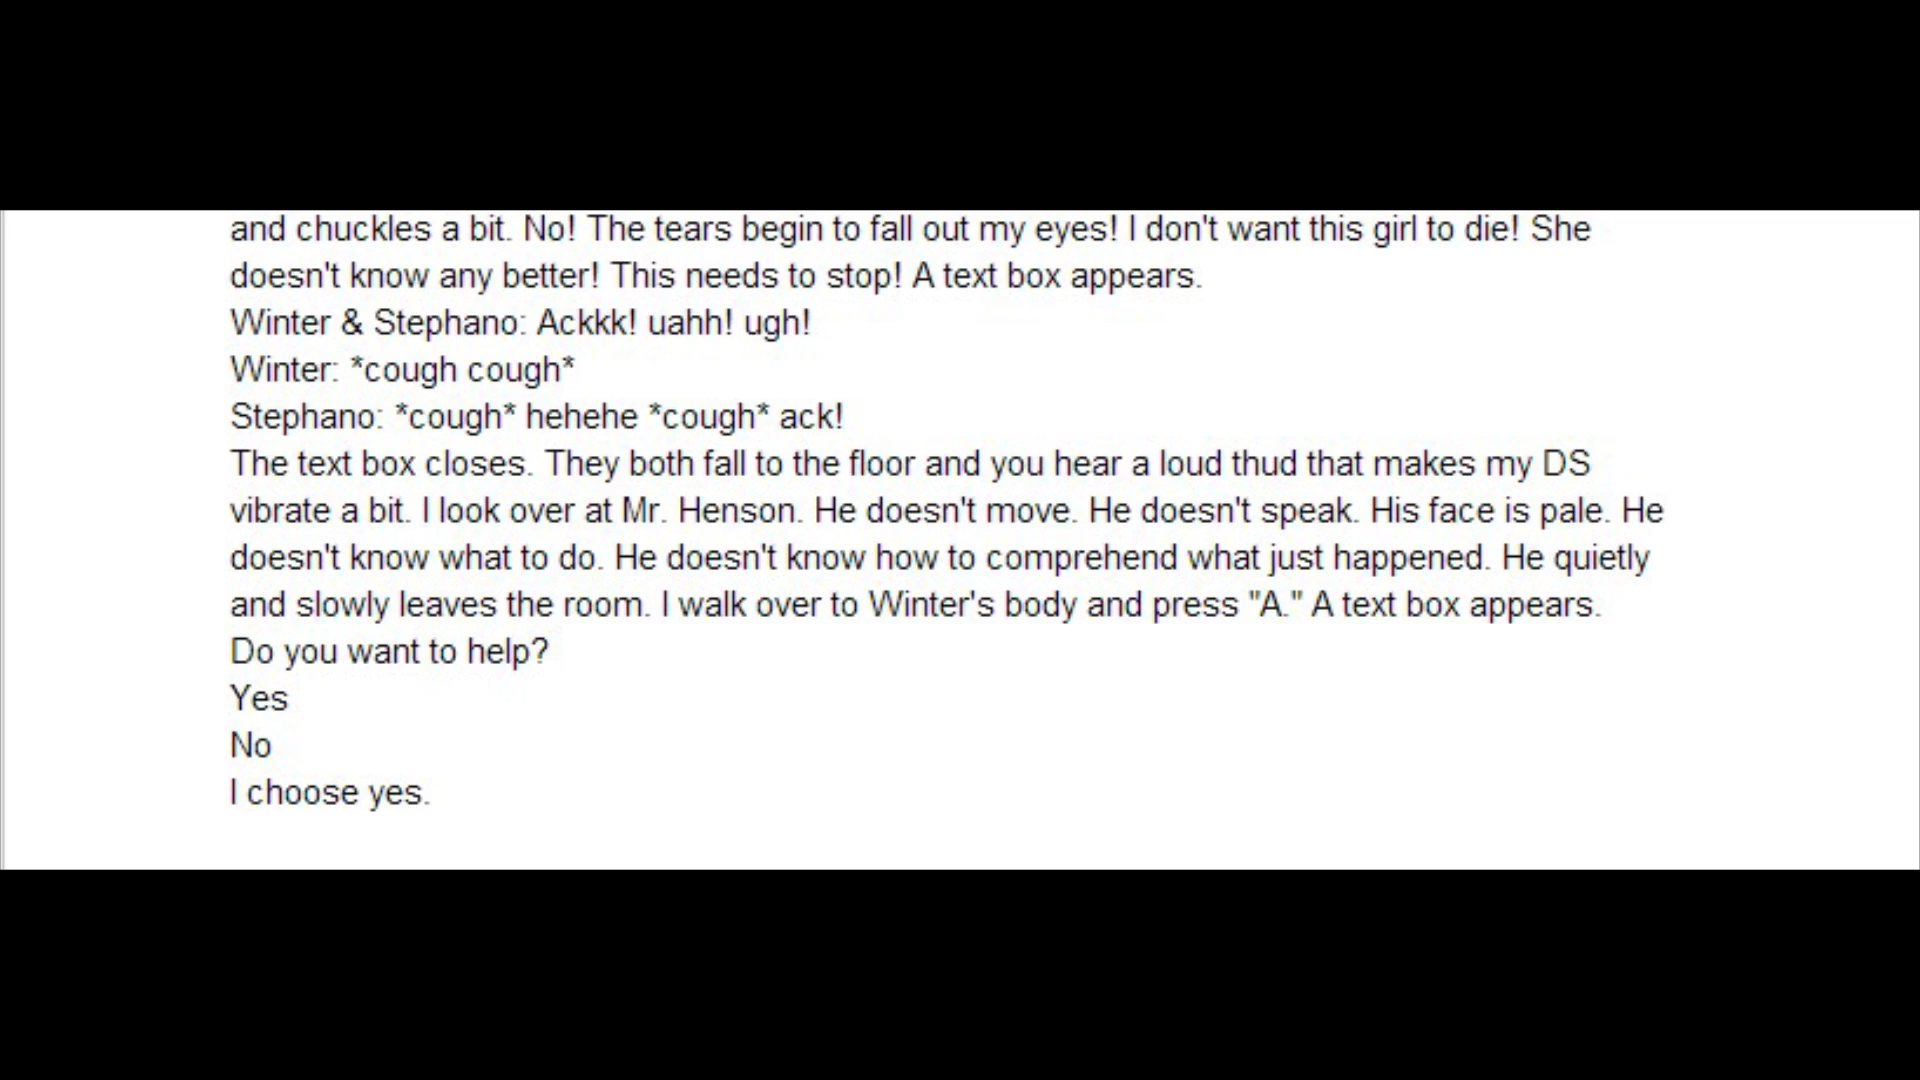 and chuckles a bit. No! The tears begin to fall out my eyes! I don't want this girl to die! She
doesn't know any better! This needs to stop! A text box appears.
Winter & Stephano: Ackkk! uahh! ugh!
Winter: *cough cough*
Stephano: *cough* hehehe *cough* ack!
The text box closes. They both fall to the floor and you hear a loud thud that makes my DS
vibrate a bit. I look over at Mr. Henson. He doesn't move. He doesn't speak. His face is pale. He
doesn't know what to do. He doesn't know how to comprehend what just happened. He quietly
and slowly leaves the room. I walk over to Winter's body and press "A." A text box appears.
Do you want to help?
Yes
No
I choose yes.